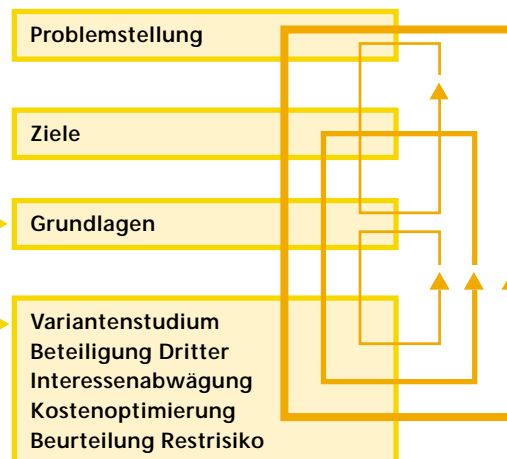 Problemstellung
Ziele
Grundlagen
Variantenstudium
Beteiligung Dritter
Interessenabwägung
Kostenoptimierung
Beurteilung Restrisiko